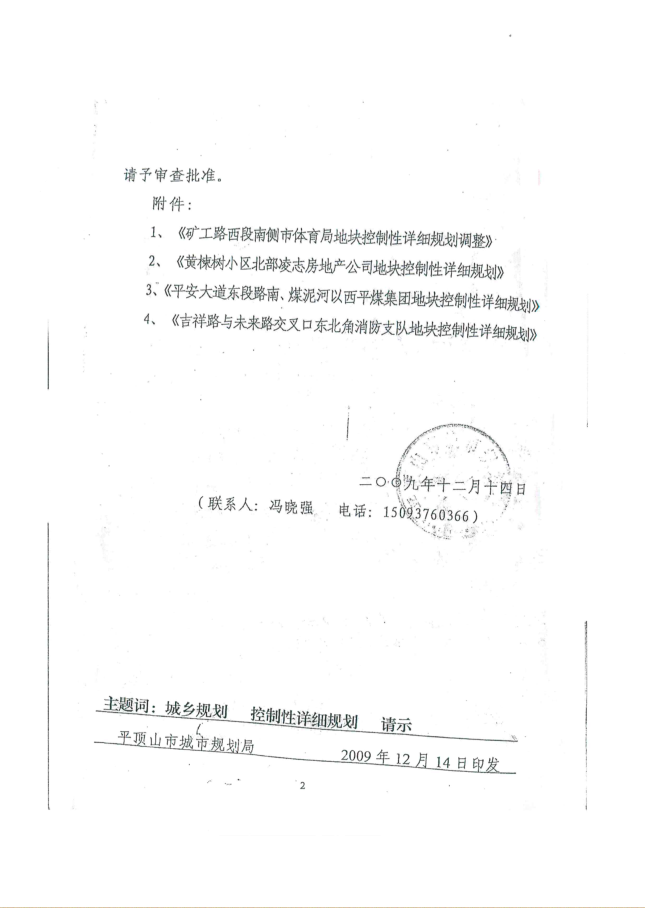 请予审查批准。
附件：
1、《矿工路西段南侧市体育局地块控制性详细规划调整》
2、《黄楝树小区北部凌志房地产公司地块控制性详细规划》
3、《平安大道东段路南、煤泥河以西平煤集团地块控制性详细规划》
4、《吉祥路与未来路交叉口东北角消防支队地块控制性详细规划》
二〇〇九年十二月十四日
（联系人：冯晓强 电话：15093760366）
主题词：城乡规划 控制性详细规划 请示
平顶山市城市规划局 2009年12月14日印发
2